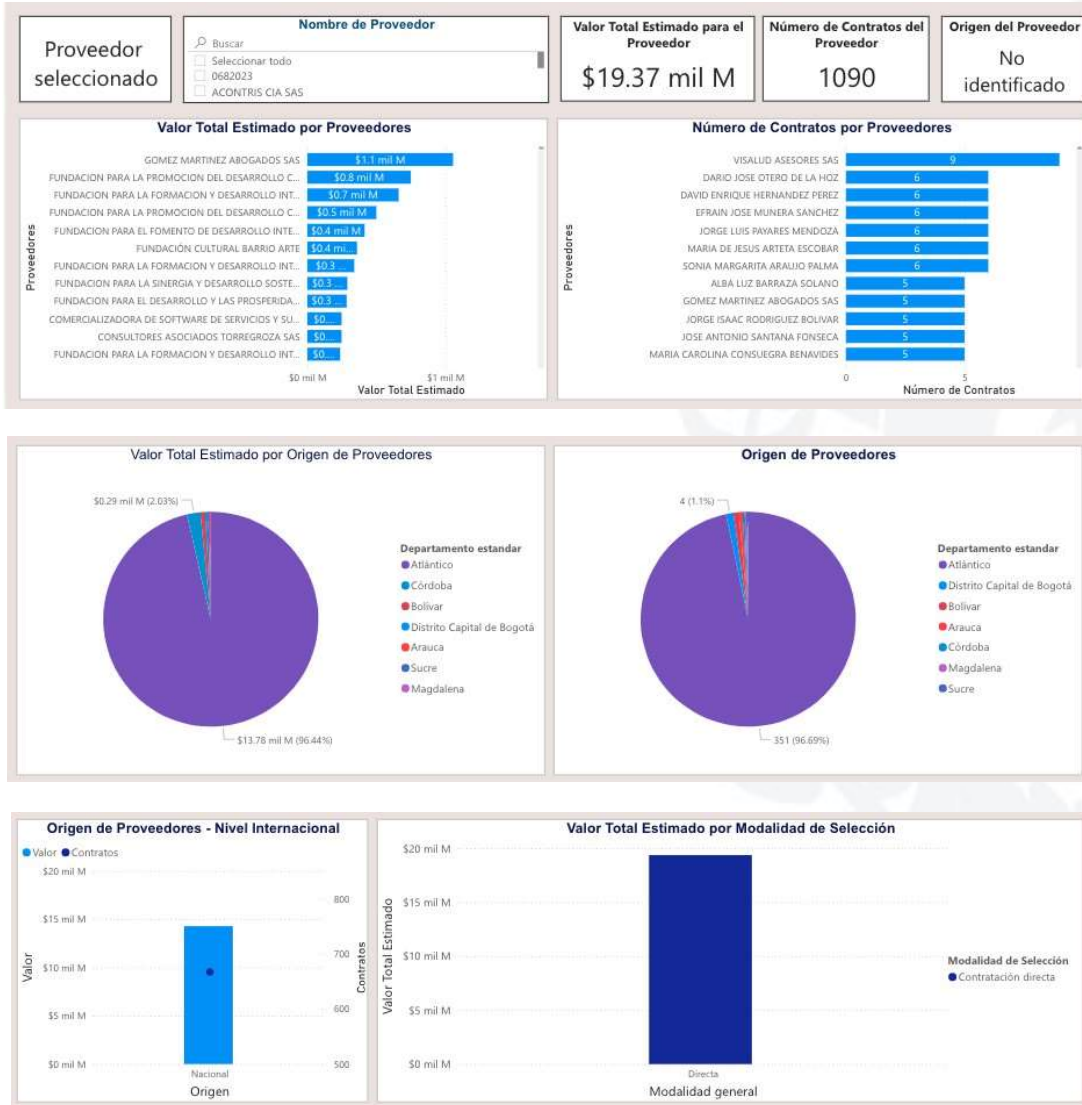 Proveedor
seleccionado
Nombre de Proveedor
Buscar
Seleccionar todo
0682023
ACONTRIS CIA SAS
Valor Total Estimado para el
Proveedor
$19.37 mil M
Número de Contratos del
Proveedor
1090
Origen del Proveedor
No
identificado
Valor Total Estimado por Proveedores
Proveedores
GOMEZ MARTINEZ ABOGADOS SAS $1.1 mil M
FUNDACION PARA LA PROMOCION DEL DESARROLLO C... $0.8 mil M
FUNDACION PARA LA FORMACION Y DESARROLLO INT... $0.7 mil M
FUNDACION PARA LA PROMOCION DEL DESARROLLO C... $0.5 mil M
FUNDACION PARA EL FOMENTO DE DESARROLLO INTE... $0.4 mil M
FUNDACIÓN CULTURAL BARRIO ARTE $0.4 mi...
FUNDACION PARA LA FORMACION Y DESARROLLO INT... $0.3 ...
FUNDACION PARA LA SINERGIA Y DESARROLLO SOSTE... $0.3 ...
FUNDACION PARA EL DESARROLLO Y LAS PROSPERIDA... $0.3 ...
COMERCIALIZADORA DE SOFTWARE DE SERVICIOS Y SU... $0....
CONSULTORES ASOCIADOS TORREGROZA SAS $0....
FUNDACION PARA LA FORMACION Y DESARROLLO INT... $0....
$0 mil M $1 mil M
Valor Total Estimado
Número de Contratos por Proveedores
Proveedores
VISALUD ASESORES SAS 9
DARIO JOSE OTERO DE LA HOZ 6
DAVID ENRIQUE HERNANDEZ PEREZ 6
EFRAIN JOSE MUNERA SANCHEZ 6
JORGE LUIS PAYARES MENDOZA 6
MARIA DE JESUS ARTETA ESCOBAR 6
SONIA MARGARITA ARAUJO PALMA 6
ALBA LUZ BARRAZA SOLANO 5
GOMEZ MARTINEZ ABOGADOS SAS 5
JORGE ISAAC RODRIGUEZ BOLIVAR 5
JOSE ANTONIO SANTANA FONSECA 5
MARIA CAROLINA CONSUEGRA BENAVIDES 5
0 5
Número de Contratos
Valor Total Estimado por Origen de Proveedores
$0.29 mil M (2.03%)
$13.78 mil M (96.44%)
Departamento estandar
Atlántico
Córdoba
Bolívar
Distrito Capital de Bogotá
Arauca
Sucre
Magdalena
Origen de Proveedores
4 (1.1%)
351 (96.69%)
Departamento estandar
Atlántico
Distrito Capital de Bogotá
Bolívar
Arauca
Córdoba
Magdalena
Sucre
Origen de Proveedores - Nivel Internacional
Valor Contratos
$20 mil M
$15 mil M
$10 mil M
$5 mil M
$0 mil M
Valor
800
700
600
500
Contratos
Nacional
Origen
Valor Total Estimado por Modalidad de Selección
Valor Total Estimado
$20 mil M
$15 mil M
$10 mil M
$5 mil M
$0 mil M
Directa
Modalidad general
Modalidad de Selección
Contratación directa